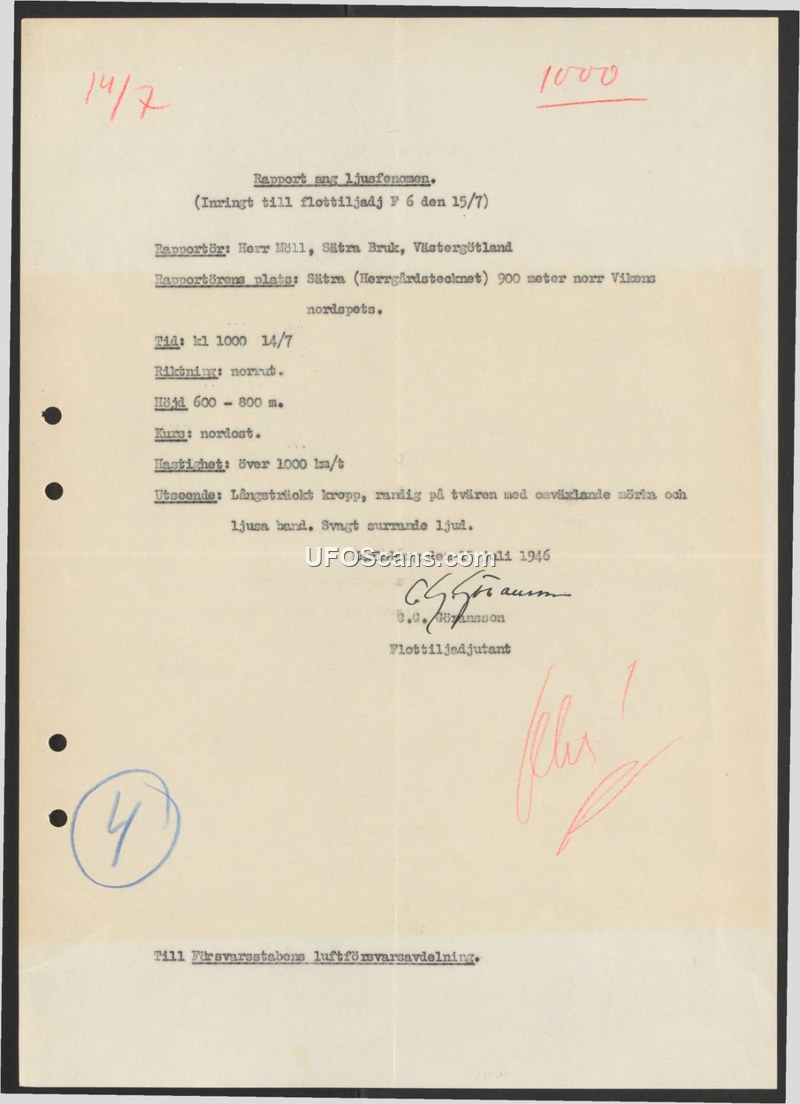 14/7
1000
Rapport ang ljusfenomen.
(Inringt till flottiljadj F 6 den 15/7)
Rapportör: Herr Möll, Sätra Bruk, Västergötland
Rapportörens plats: Sätra (Herrgårdstecknet) 900 meter norr Vikens
nordspets.
Tid: kl 1000 14/7
Riktning: norrut.
Höjd 600 - 800 m.
Kurs: nordost.
Hastighet: över 1000 km/t
Utseende: Långsträckt kropp, randig på tvären med omväxlande mörka och
ljusa band. Svagt surrande ljud.
den juli 1946
UFOScans.com
C.G. Göransson
Flottiljadjutant
4
Till Försvarsstabens luftförsvarsavdelning.